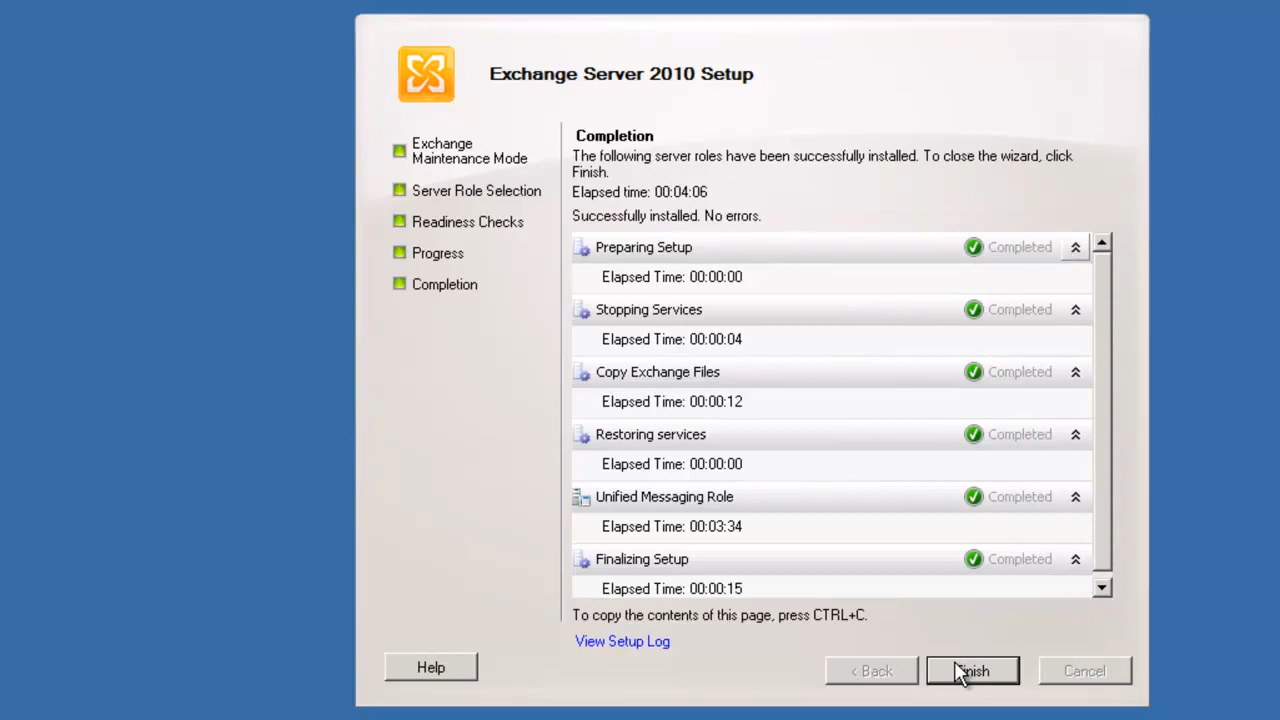 Exchange Server 2010 Setup
Exchange
Maintenance Mode
Server Role Selection
Readiness Checks
Progress
Completion
Completion
The following server roles have been successfully installed. To close the wizard, click
Finish.
Elapsed time: 00:04:06
Successfully installed. No errors.
Preparing Setup Completed
Elapsed Time: 00:00:00
Stopping Services Completed
Elapsed Time: 00:00:04
Copy Exchange Files Completed
Elapsed Time: 00:00:12
Restoring services Completed
Elapsed Time: 00:00:00
Unified Messaging Role Completed
Elapsed Time: 00:03:34
Finalizing Setup Completed
Elapsed Time: 00:00:15
To copy the contents of this page, press CTRL+C.
View Setup Log
Help < Back Finish Cancel